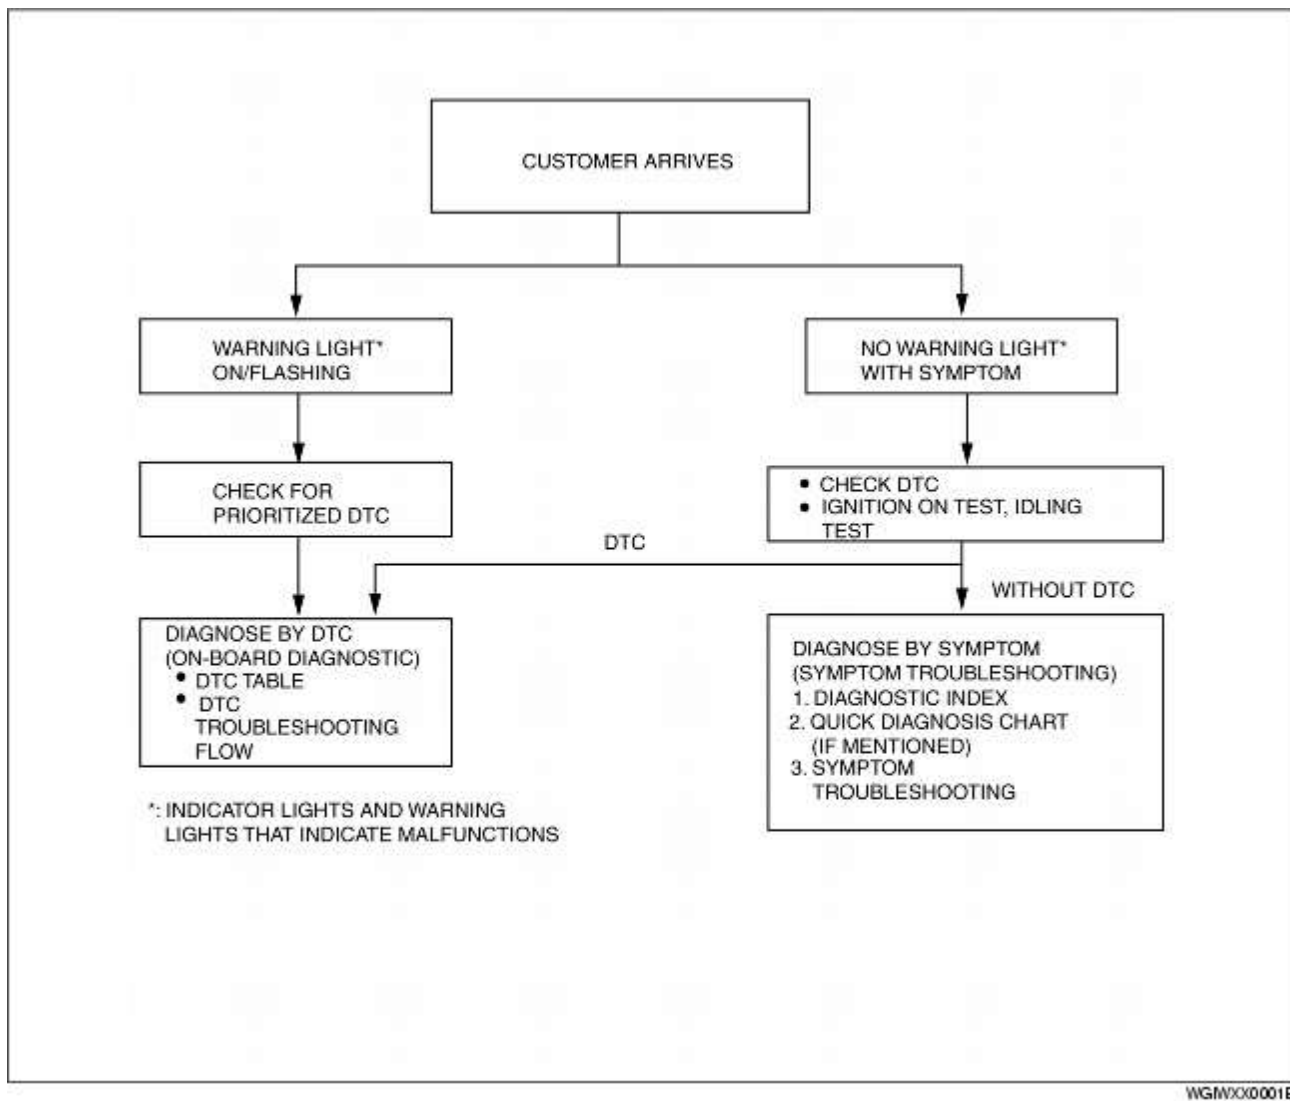 CUSTOMER ARRIVES
WARNING LIGHT*
ON/FLASHING
NO WARNING LIGHT*
WITH SYMPTOM
CHECK FOR
PRIORITIZED DTC
• CHECK DTC
• IGNITION ON TEST, IDLING
TEST
DTC
WITHOUT DTC
DIAGNOSE BY DTC
(ON-BOARD DIAGNOSTIC)
• DTC TABLE
• DTC
TROUBLESHOOTING
FLOW
DIAGNOSE BY SYMPTOM
(SYMPTOM TROUBLESHOOTING)
1. DIAGNOSTIC INDEX
2. QUICK DIAGNOSIS CHART
(IF MENTIONED)
3. SYMPTOM
TROUBLESHOOTING
*: INDICATOR LIGHTS AND WARNING
LIGHTS THAT INDICATE MALFUNCTIONS
WGIWXX0001E